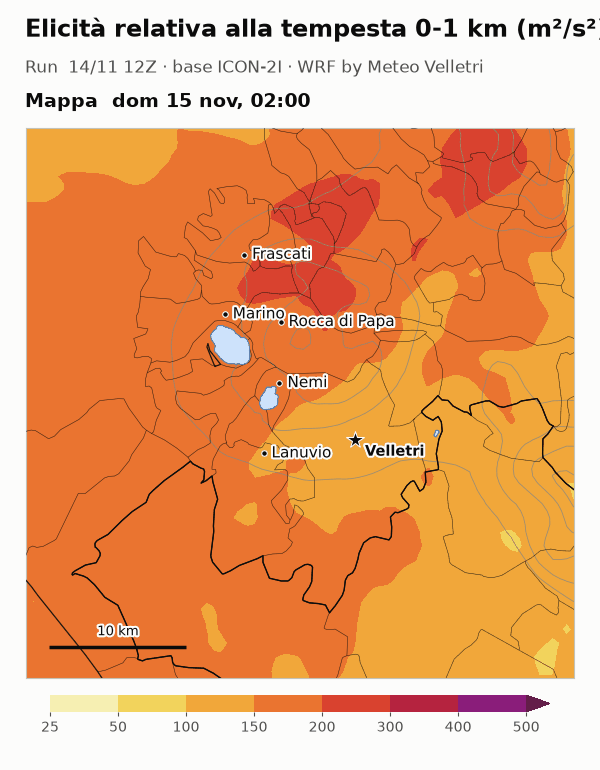 Elicità relativa alla tempesta 0-1 km (m²/s²)
Run 14/11 12Z · base ICON-2I · WRF by Meteo Velletri
Mappa dom 15 nov, 02:00
Frascati
Marino
Rocca di Papa
Nemi
Lanuvio
Velletri
10 km
25 50 100 150 200 300 400 500